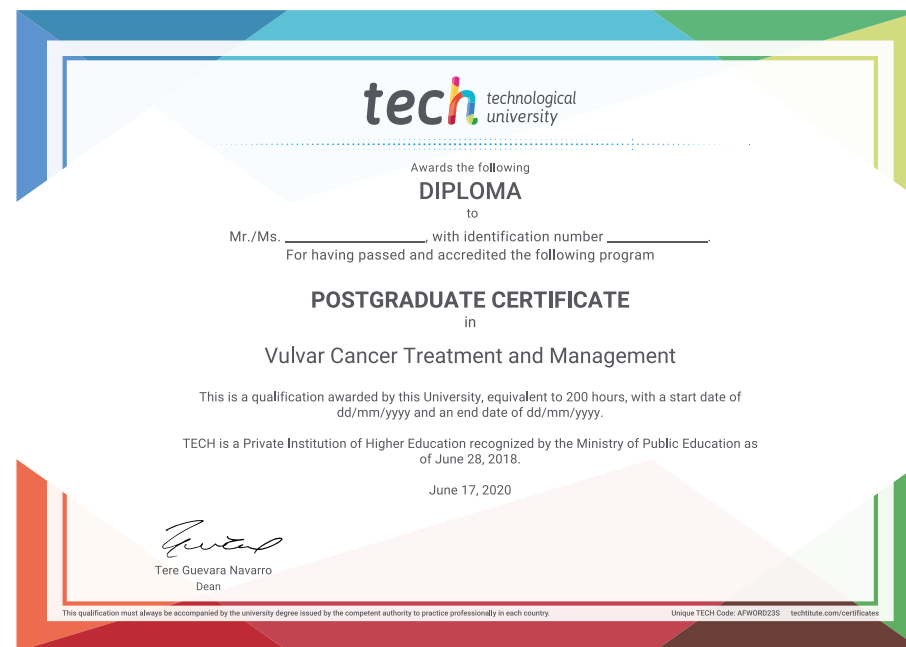 tech technological
university
Awards the following
DIPLOMA
to
Mr./Ms. ____________________, with identification number ______________.
For having passed and accredited the following program
POSTGRADUATE CERTIFICATE
in
Vulvar Cancer Treatment and Management
This is a qualification awarded by this University, equivalent to 200 hours, with a start date of
dd/mm/yyyy and an end date of dd/mm/yyyy.
TECH is a Private Institution of Higher Education recognized by the Ministry of Public Education as
of June 28, 2018.
June 17, 2020
Tere Guevara Navarro
Dean
This qualification must always be accompanied by the university degree issued by the competent authority to practice professionally in each country. Unique TECH Code: AFWORD23S techtitute.com/certificates